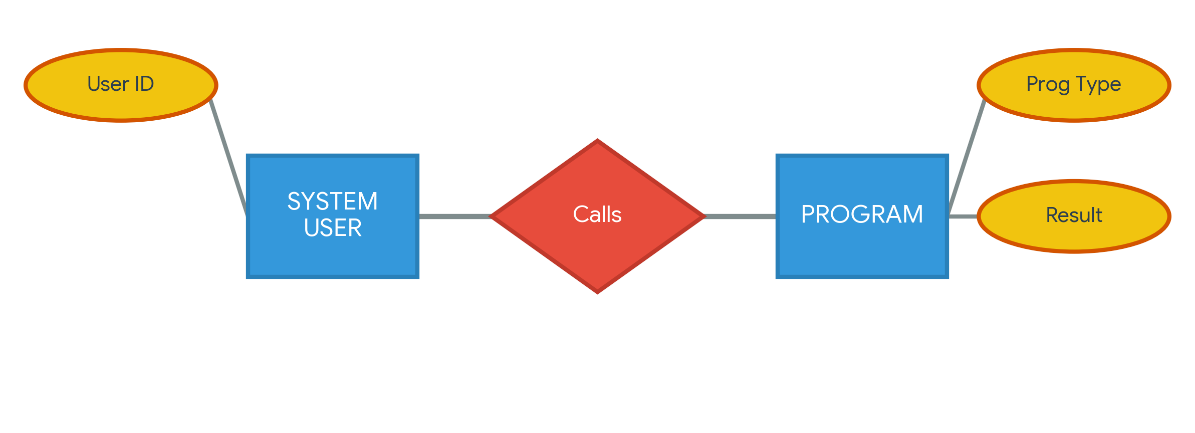 User ID
Prog Type
SYSTEM
USER
Calls
PROGRAM
Result